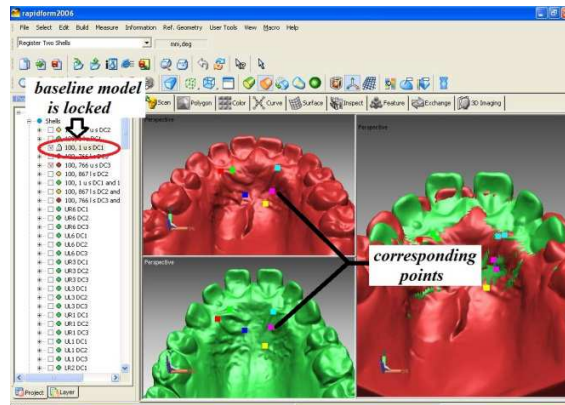 rapidform2006
File Select Edit Build Measure Information Ref. Geometry User Tools View Macro Help
Register Two Shells
mm,deg
baseline model
is locked
Scan Polygon Color Curve Surface Inspect Feature Exchange 3D Imaging
Shells
100, 1 u s DC1
100, 766 u s DC3
100, 867 l s DC2
100, 1 u s DC1 and 1
100, 867 l s DC2 and
100, 766 l s DC3 and
UR6 DC1
UR6 DC2
UR6 DC3
UL6 DC1
UL6 DC2
UL6 DC3
UR3 DC1
UR3 DC2
UR3 DC3
UL3 DC1
UL3 DC2
UL3 DC3
UR1 DC1
UR1 DC2
UR1 DC3
UL1 DC1
UL1 DC2
UL1 DC3
LR2 DC1
Perspective
Perspective
Perspective
corresponding
points
Project Layer